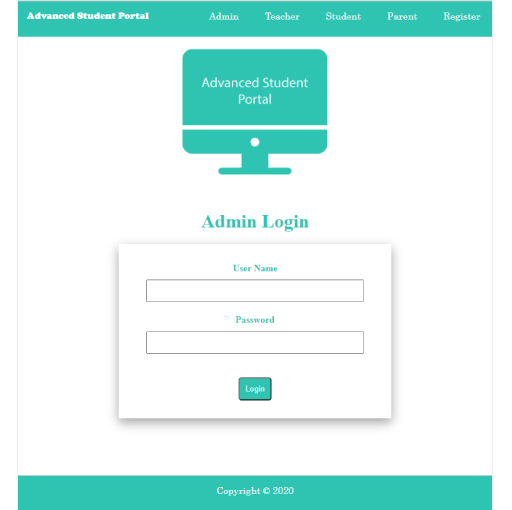 Advanced Student Portal Admin Teacher Student Parent Register
Advanced Student
Portal
Admin Login
User Name
Password
Login
Copyright © 2020